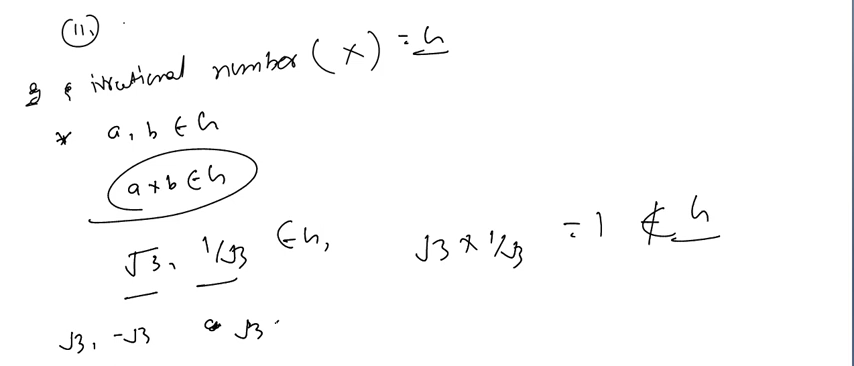 (11)
irrational number (×) = G
* a, b ∈ G
a × b ∈ G
√3, 1/√3 ∈ G, √3 × 1/√3 = 1 ∉ G
√3, -√3 √3